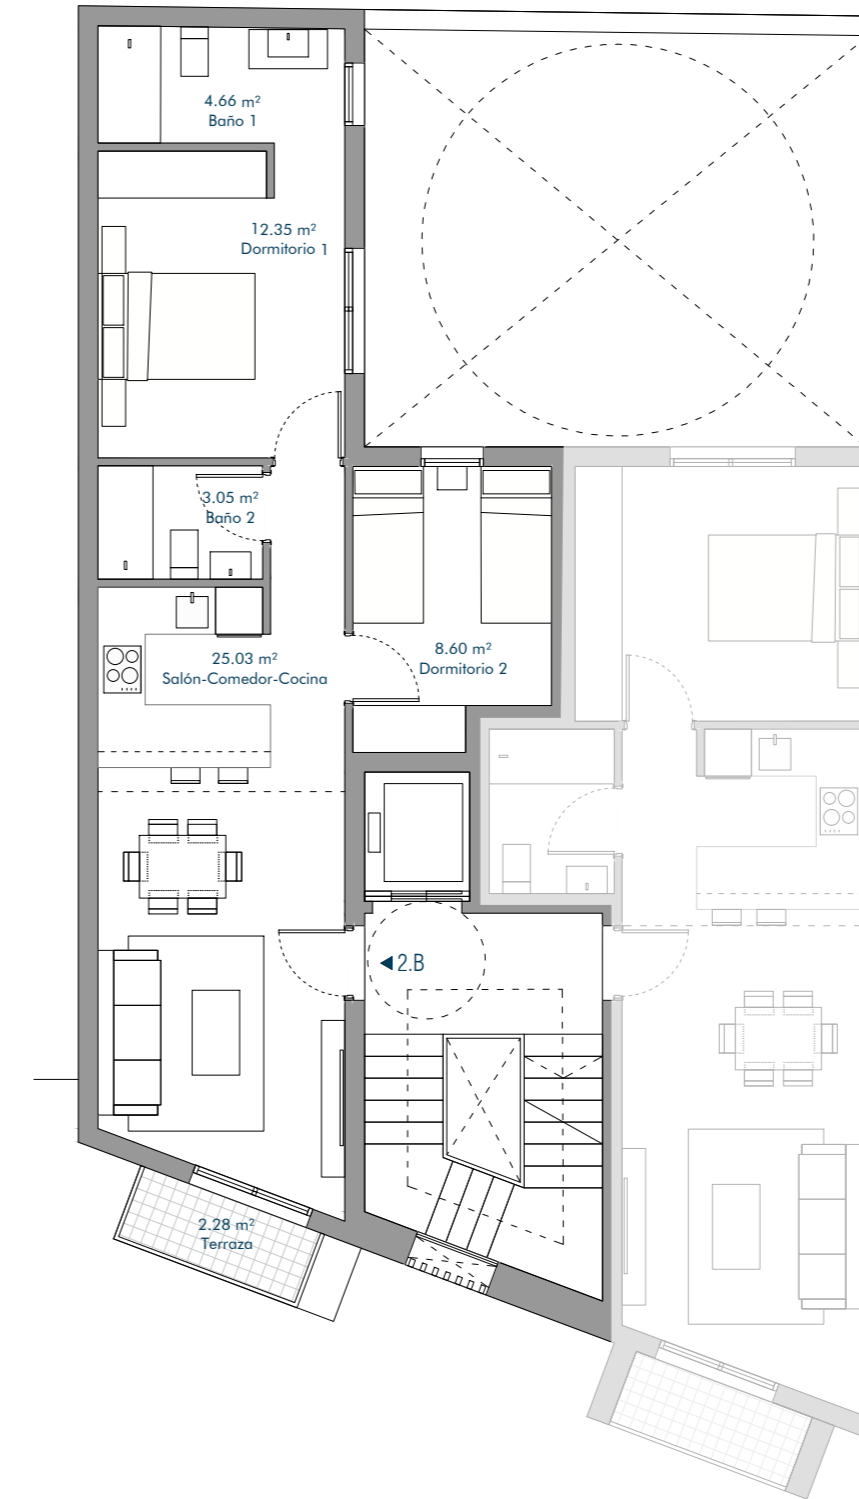 4.66 m²
Baño 1
12.35 m²
Dormitorio 1
3.05 m²
Baño 2
25.03 m²
Salón-Comedor-Cocina
8.60 m²
Dormitorio 2
2.B
2.28 m²
Terraza